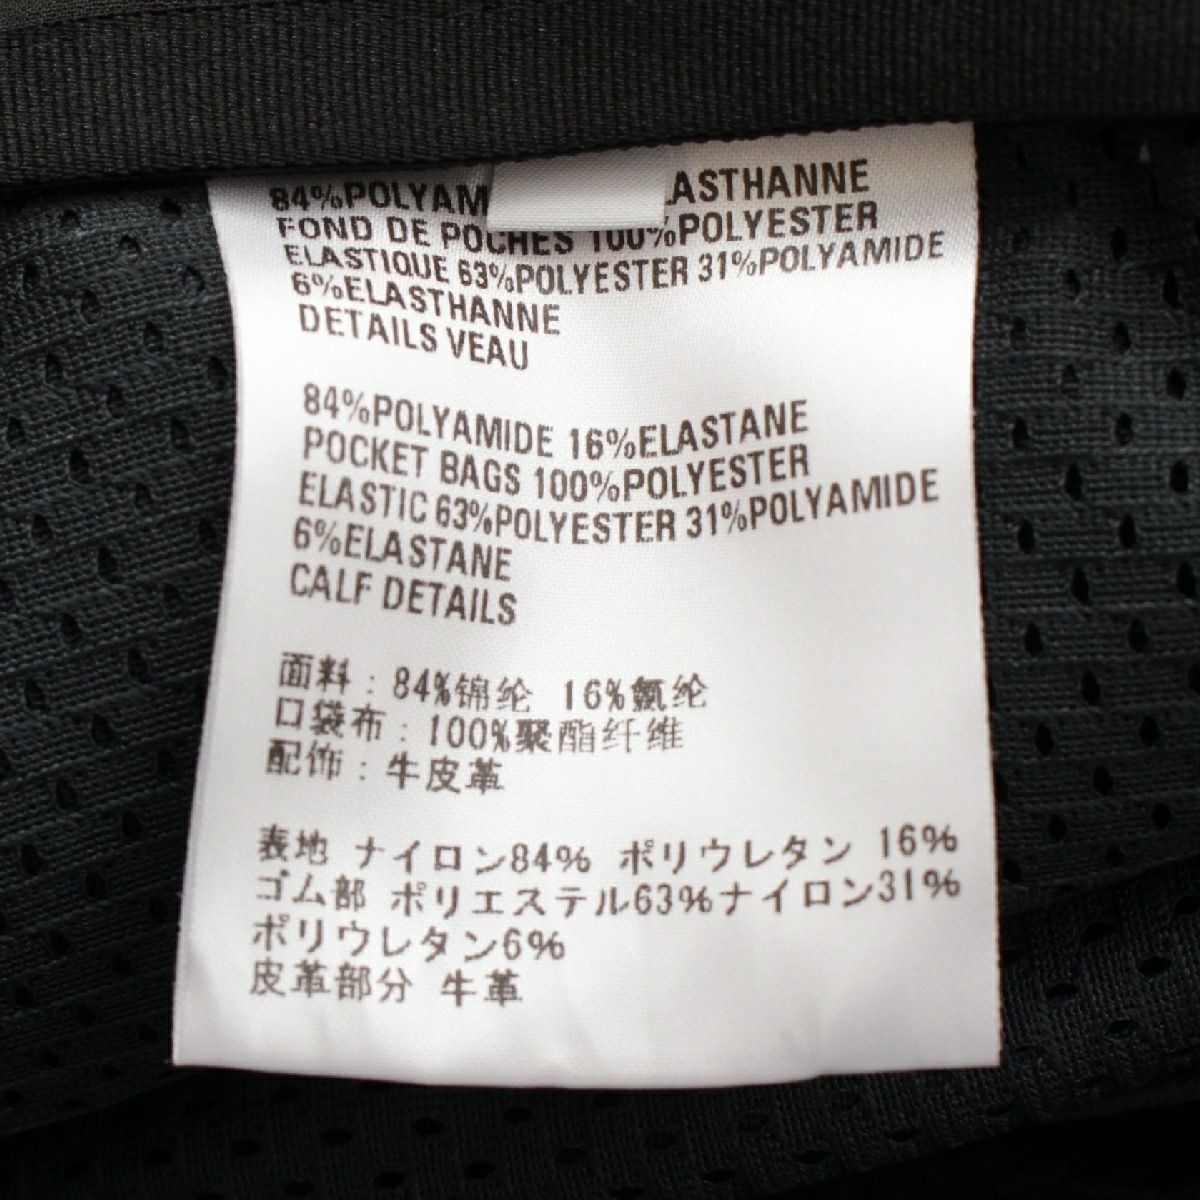 84%POLYAM ASTHANNE
FOND DE POCHES 100%POLYESTER
ELASTIQUE 63%POLYESTER 31%POLYAMIDE
6%ELASTHANNE
DETAILS VEAU
84%POLYAMIDE 16%ELASTANE
POCKET BAGS 100%POLYESTER
ELASTIC 63%POLYESTER 31%POLYAMIDE
6%ELASTANE
CALF DETAILS
面料：84%锦纶 16%氨纶
口袋布：100%聚酯纤维
配饰：牛皮革
表地 ナイロン84% ポリウレタン 16%
ゴム部 ポリエステル63%ナイロン31%
ポリウレタン6%
皮革部分 牛革